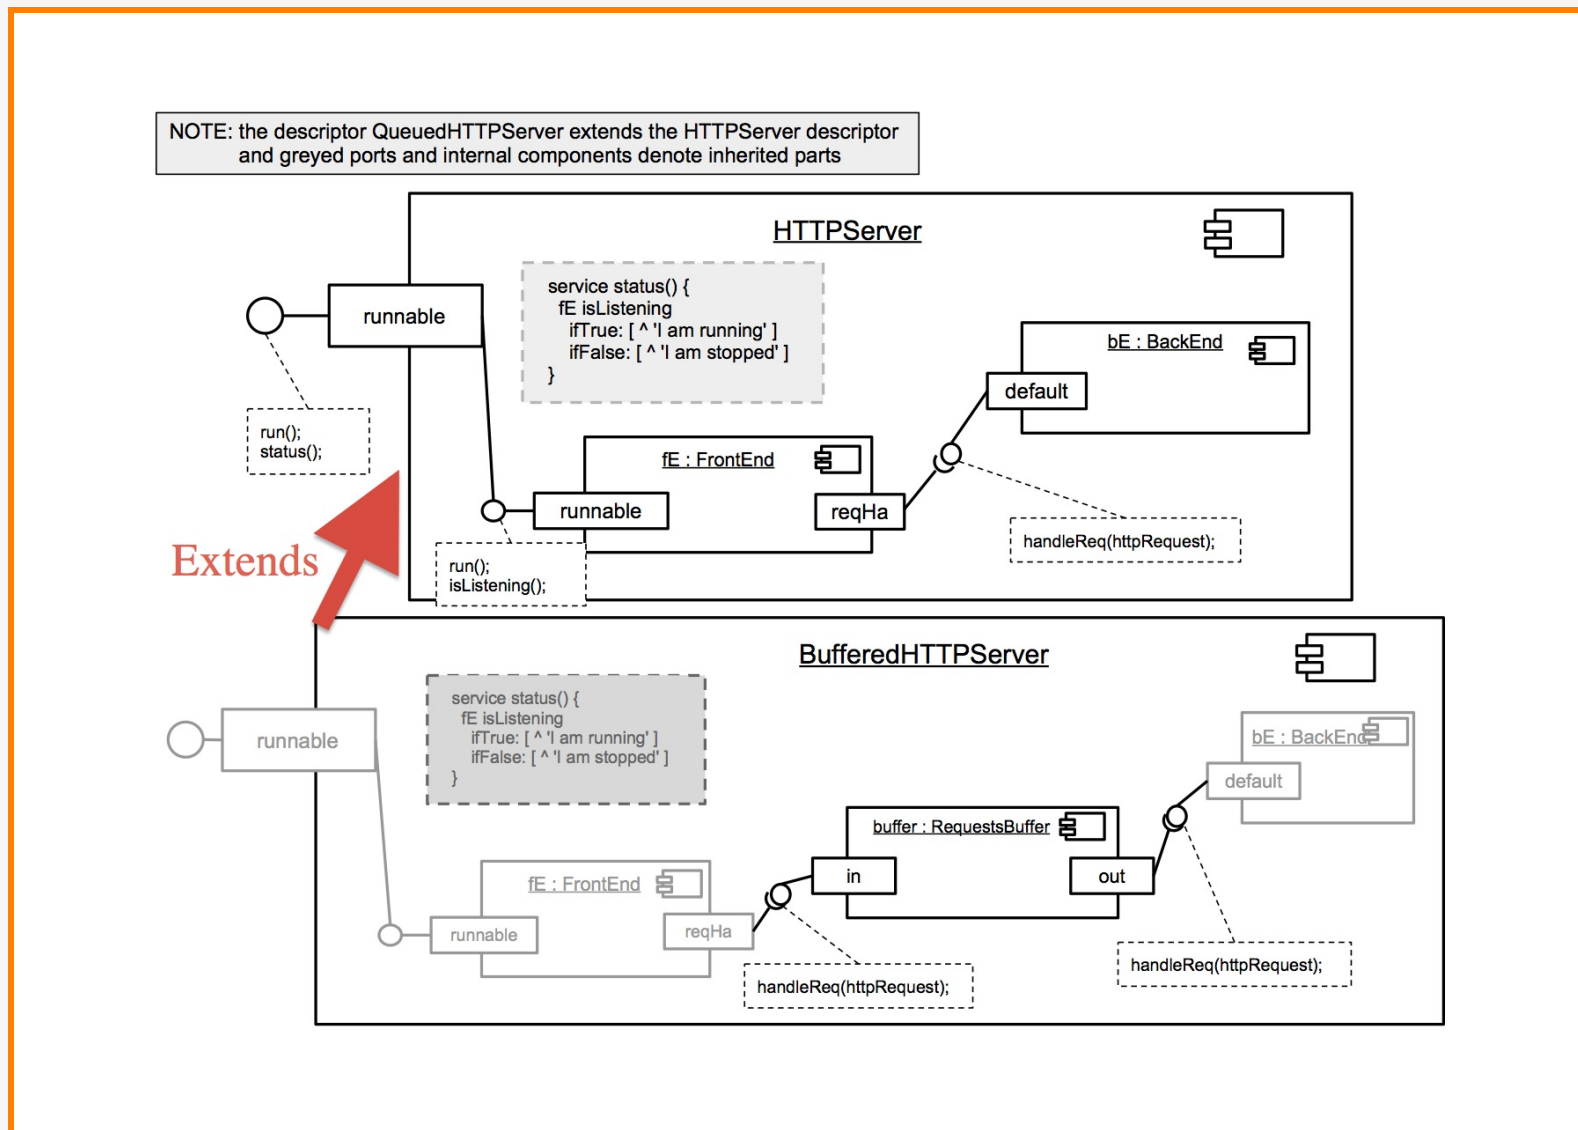 NOTE: the descriptor QueuedHTTPServer extends the HTTPServer descriptor
and greyed ports and internal components denote inherited parts
HTTPServer
service status() {
fE isListening
ifTrue: [ ^ 'I am running' ]
ifFalse: [ ^ 'I am stopped' ]
}
runnable
bE : BackEnd
default
run();
status();
fE : FrontEnd
runnable
reqHa
handleReq(httpRequest);
Extends
run();
isListening();
BufferedHTTPServer
service status() {
fE isListening
ifTrue: [ ^ 'I am running' ]
ifFalse: [ ^ 'I am stopped' ]
}
runnable
bE : BackEnd
default
buffer : RequestsBuffer
in
out
fE : FrontEnd
runnable
reqHa
handleReq(httpRequest);
handleReq(httpRequest);